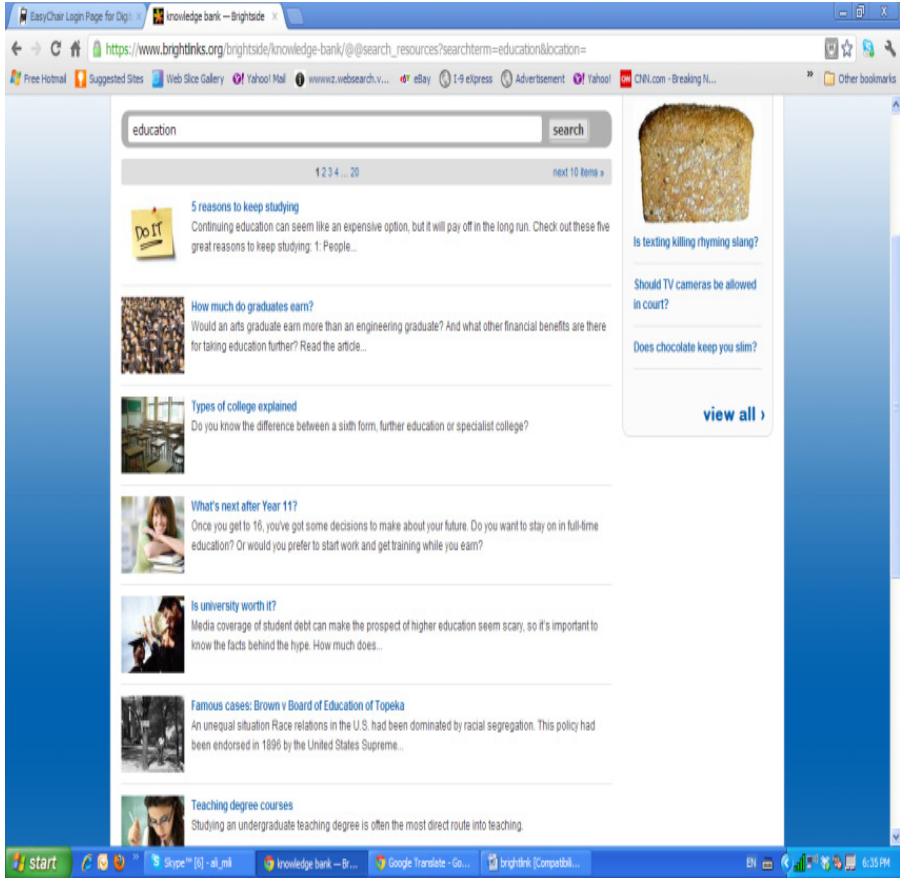 EasyChair Login Page for Digit
knowledge bank — Brightside
https://www.brightlinks.org/brightside/knowledge-bank/@@search_resources?searchterm=education&location=
Free Hotmail Suggested Sites Web Slice Gallery Yahoo! Mail wwwwz.websearch.v... eBay I-9 eXpress Advertisement Yahoo! CNN.com - Breaking N... » Other bookmarks
education search
1 2 3 4 ... 20 next 10 items »
5 reasons to keep studying
Continuing education can seem like an expensive option, but it will pay off in the long run. Check out these five
great reasons to keep studying: 1: People...
DO IT
How much do graduates earn?
Would an arts graduate earn more than an engineering graduate? And what other financial benefits are there
for taking education further? Read the article...
Types of college explained
Do you know the difference between a sixth form, further education or specialist college?
What's next after Year 11?
Once you get to 16, you've got some decisions to make about your future. Do you want to stay on in full-time
education? Or would you prefer to start work and get training while you earn?
Is university worth it?
Media coverage of student debt can make the prospect of higher education seem scary, so it's important to
know the facts behind the hype. How much does...
Famous cases: Brown v Board of Education of Topeka
An unequal situation Race relations in the U.S. had been dominated by racial segregation. This policy had
been endorsed in 1896 by the United States Supreme...
Teaching degree courses
Studying an undergraduate teaching degree is often the most direct route into teaching.
Is texting killing rhyming slang?
Should TV cameras be allowed
in court?
Does chocolate keep you slim?
view all ›
start » Skype™ [6] - ali_mli knowledge bank — Br... Google Translate - Go... brightlink [Compatibili... EN 6:35 PM